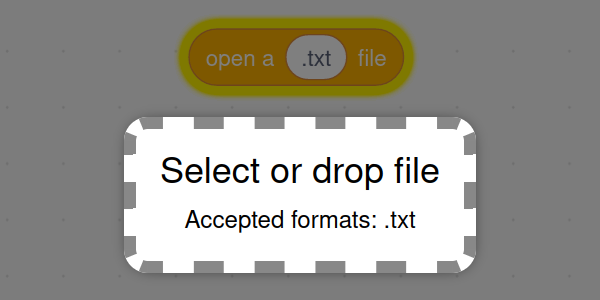 open a .txt file
Select or drop file
Accepted formats: .txt